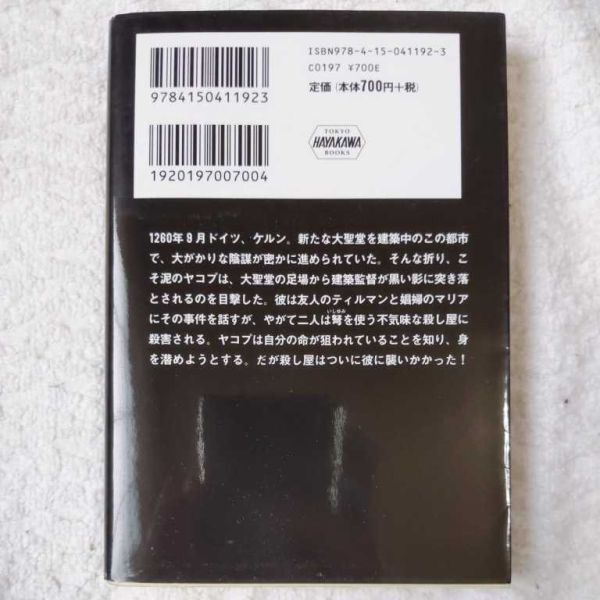 ISBN978-4-15-041192-3
C0197 ¥700E
定価(本体700円+税)
9784150411923
TOKYO
HAYAKAWA
BOOKS
1920197007004
1260年9月ドイツ、ケルン。新たな大聖堂を建築中のこの都市
で、大がかりな陰謀が密かに進められていた。そんな折り、こ
そ泥のヤコプは、大聖堂の足場から建築監督が黒い影に突き落
とされるのを目撃した。彼は友人のティルマンと娼婦のマリア
いしゆみ
にその事件を話すが、やがて二人は弩を使う不気味な殺し屋に
殺害される。ヤコプは自分の命が狙われていることを知り、身
を潜めようとする。だが殺し屋はついに彼に襲いかかった!